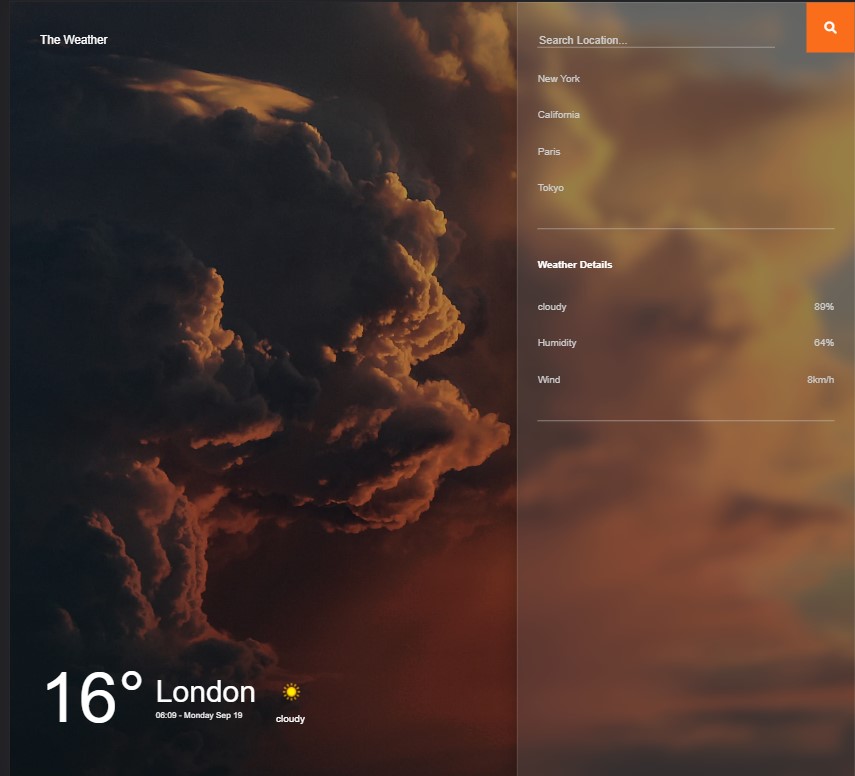 The Weather
Search Location...
New York
California
Paris
Tokyo
Weather Details
cloudy 89%
Humidity 64%
Wind 8km/h
16° London
06:09 - Monday Sep 19
cloudy